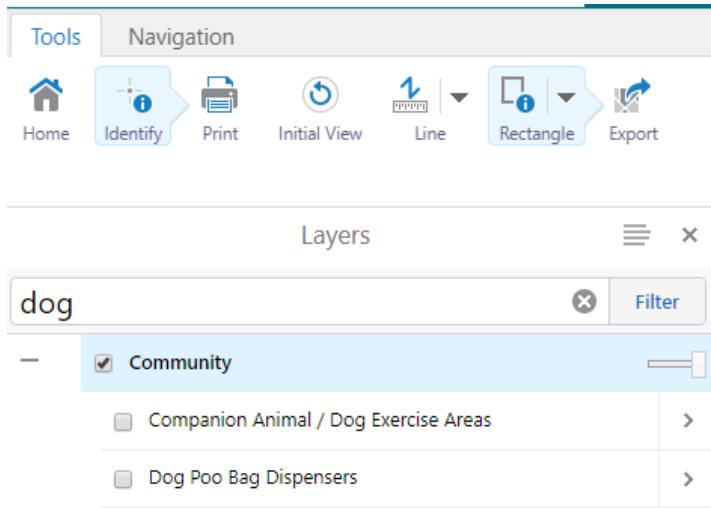 Tools Navigation
Home Identify Print Initial View Line Rectangle Export
Layers
dog Filter
Community
Companion Animal / Dog Exercise Areas
Dog Poo Bag Dispensers